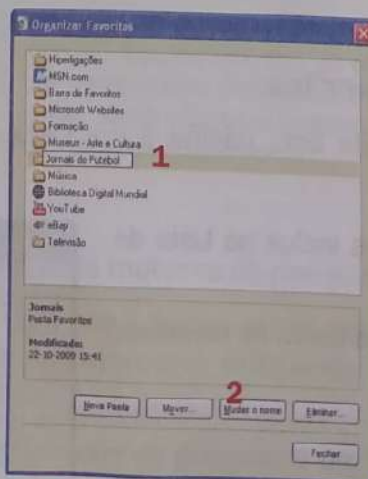 Organizar Favoritos
Hiperligações
MSN.com
Barra de Favoritos
Microsoft Websites
Formação
Museus - Arte e Cultura
Jornais de Futebol
1
Música
Biblioteca Digital Mundial
YouTube
eBay
Televisão
Jornais
Pasta Favoritos
Modificado:
22-10-2009 15:41
2
Nova Pasta
Mover...
Mudar o nome
Eliminar...
Fechar